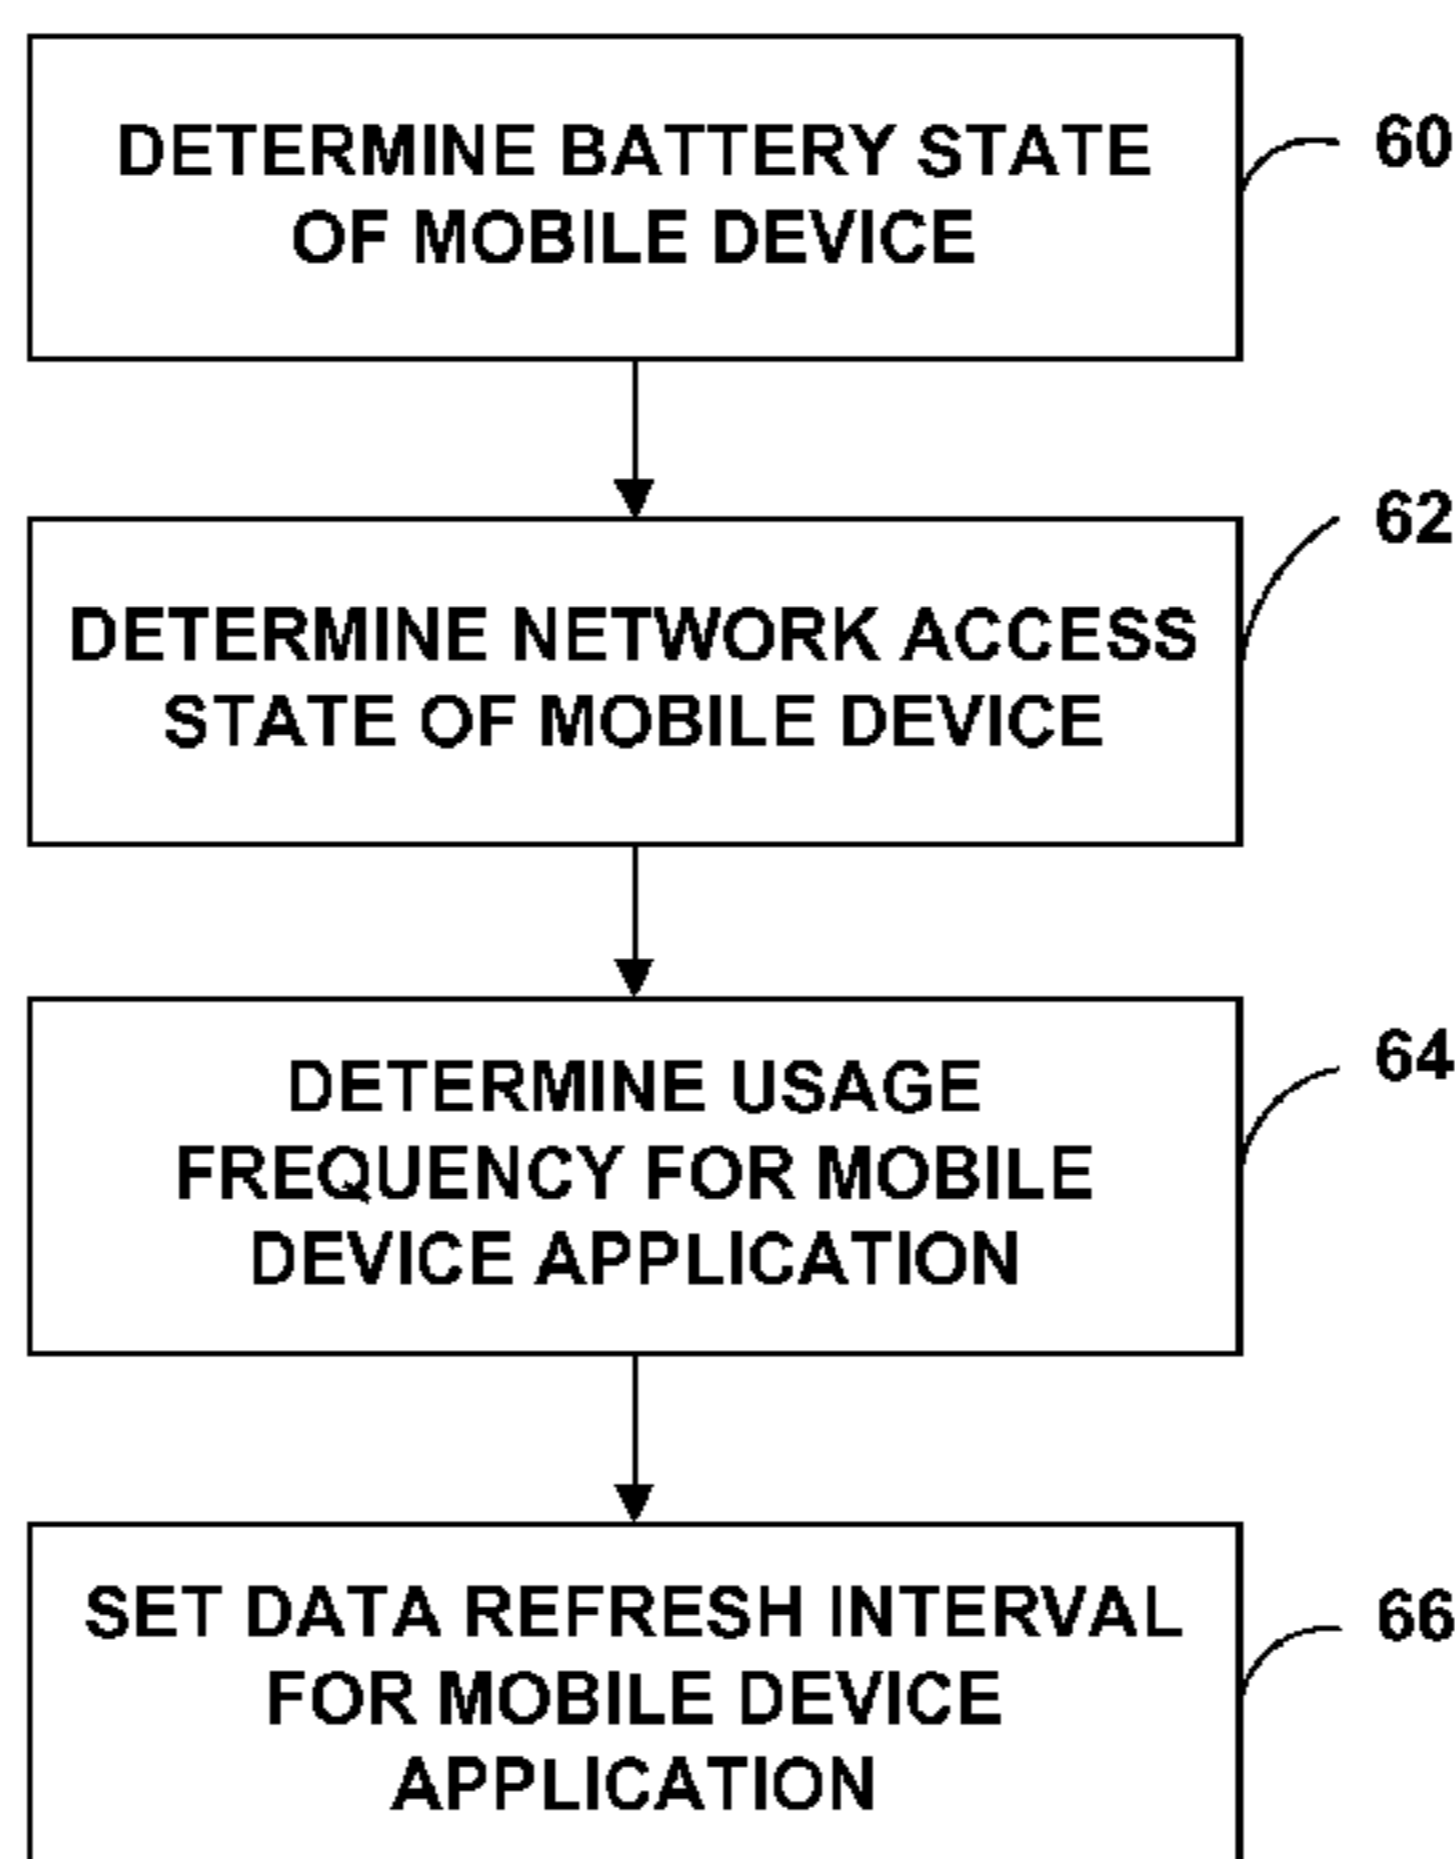 DETERMINE BATTERY STATE
OF MOBILE DEVICE
60
DETERMINE NETWORK ACCESS
STATE OF MOBILE DEVICE
62
DETERMINE USAGE
FREQUENCY FOR MOBILE
DEVICE APPLICATION
64
SET DATA REFRESH INTERVAL
FOR MOBILE DEVICE
APPLICATION
66